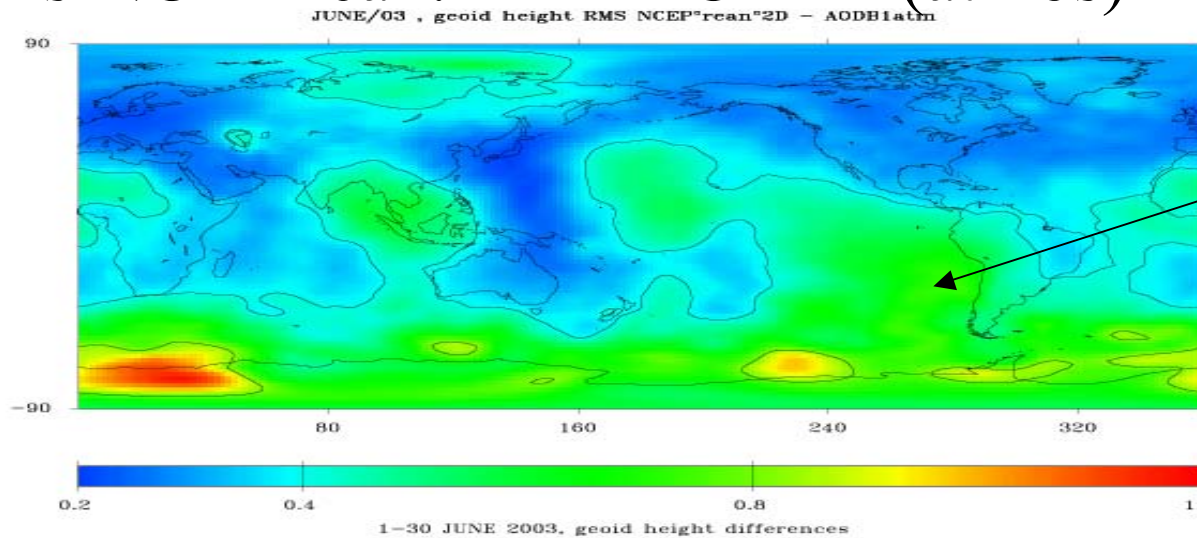 JUNE/03 , geoid height RMS NCEP°rean°2D - AODB1atm
90
-90
80 160 240 320
0.2 0.4 0.8 1
1-30 JUNE 2003, geoid height differences